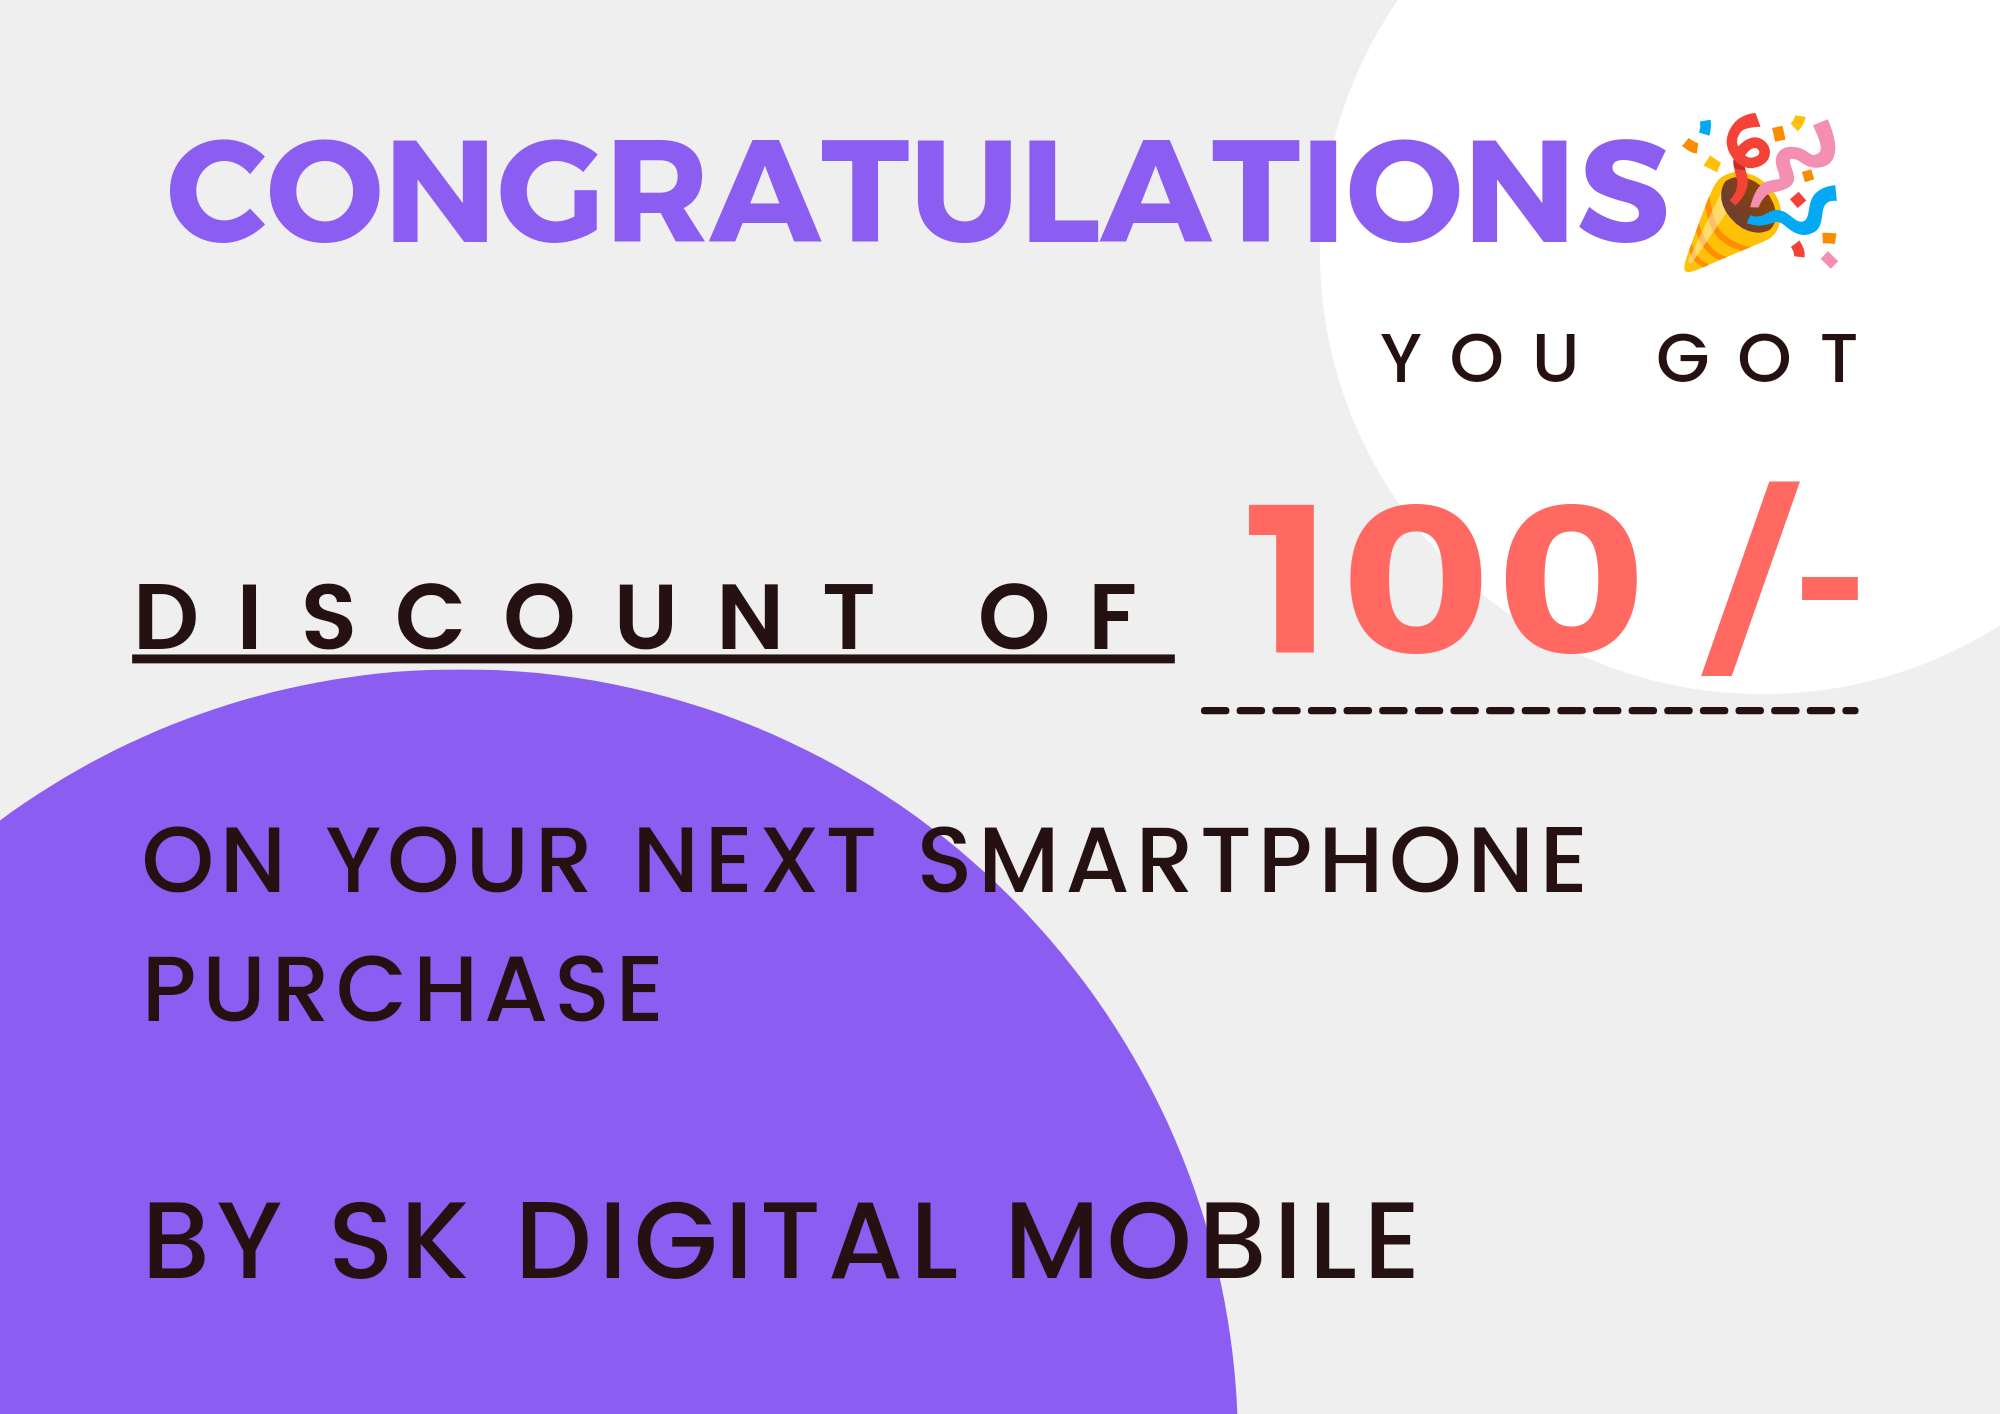 CONGRATULATIONS🎉
YOU GOT
DISCOUNT OF 100 /-
ON YOUR NEXT SMARTPHONE
PURCHASE
BY SK DIGITAL MOBILE